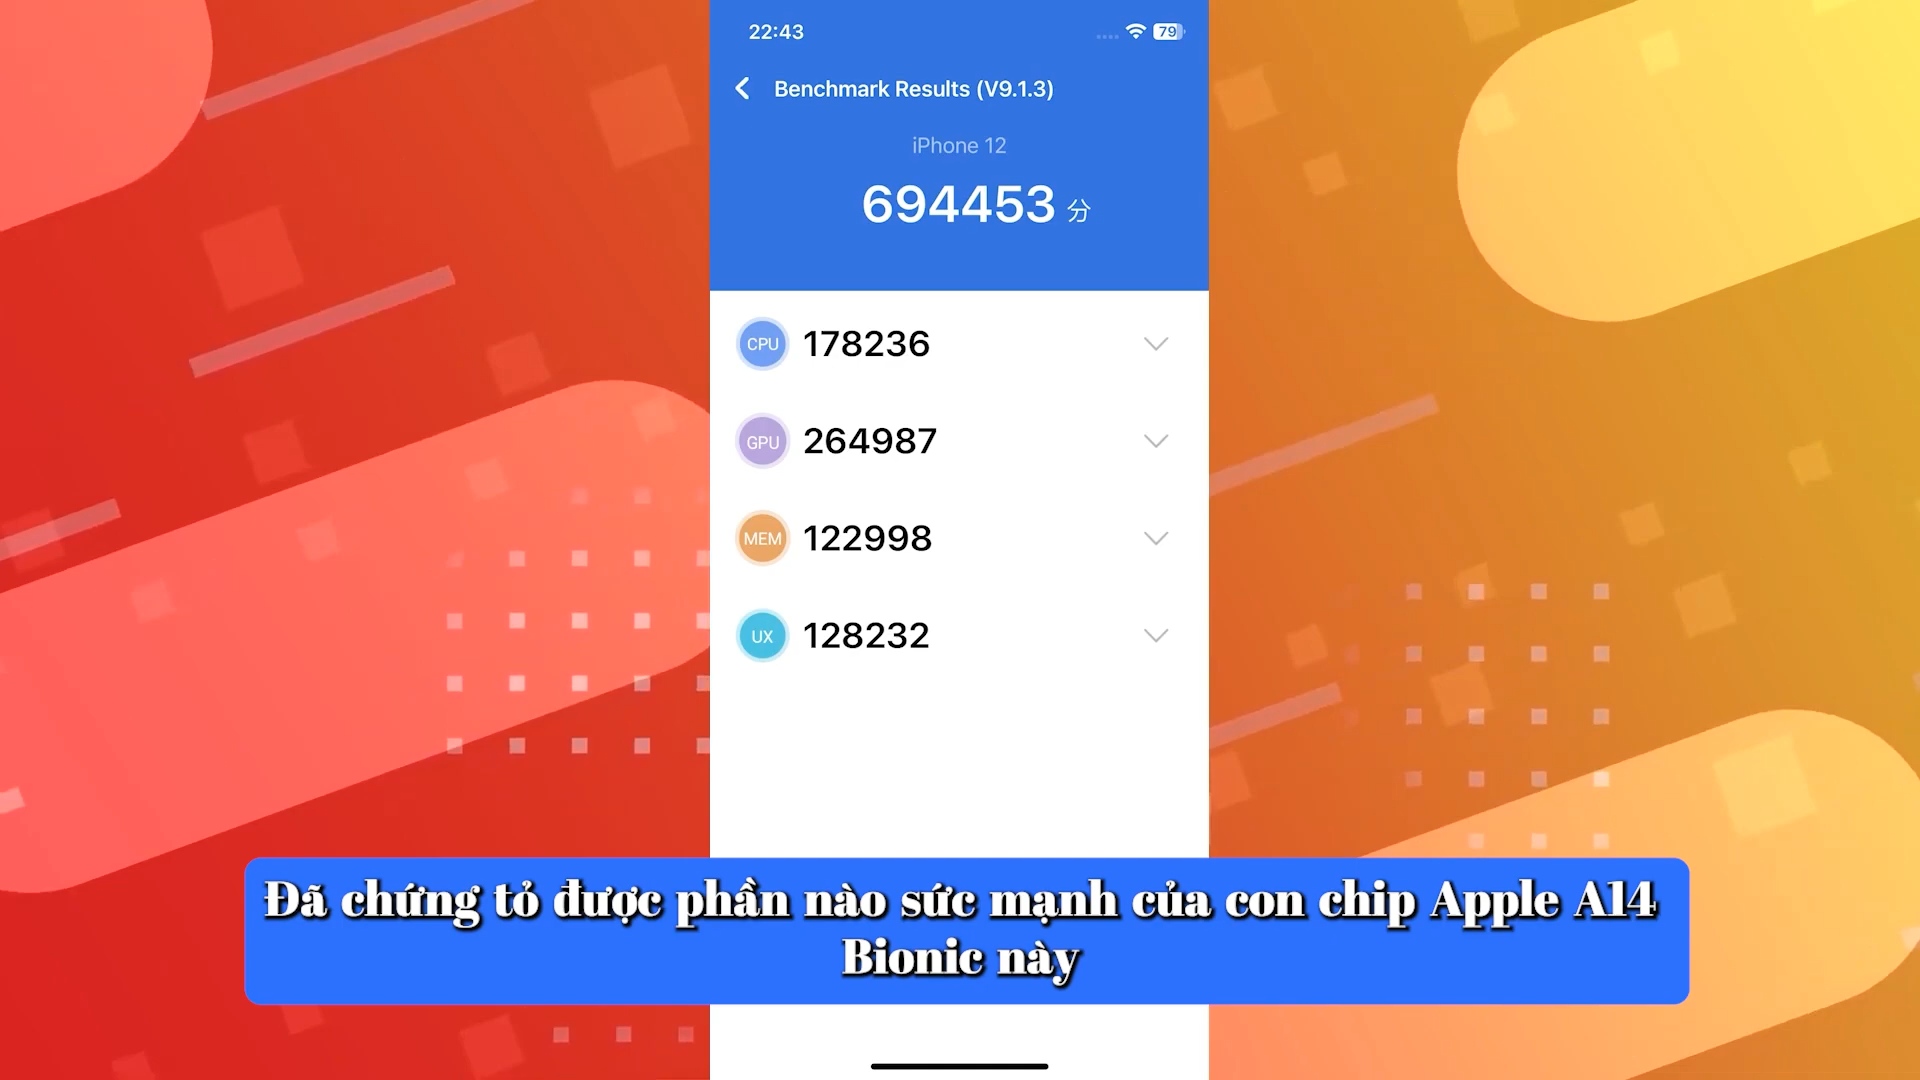 22:43
79
Benchmark Results (V9.1.3)
iPhone 12
694453 分
CPU 178236
GPU 264987
MEM 122998
UX 128232
Đã chứng tỏ được phần nào sức mạnh của con chip Apple A14
Bionic này